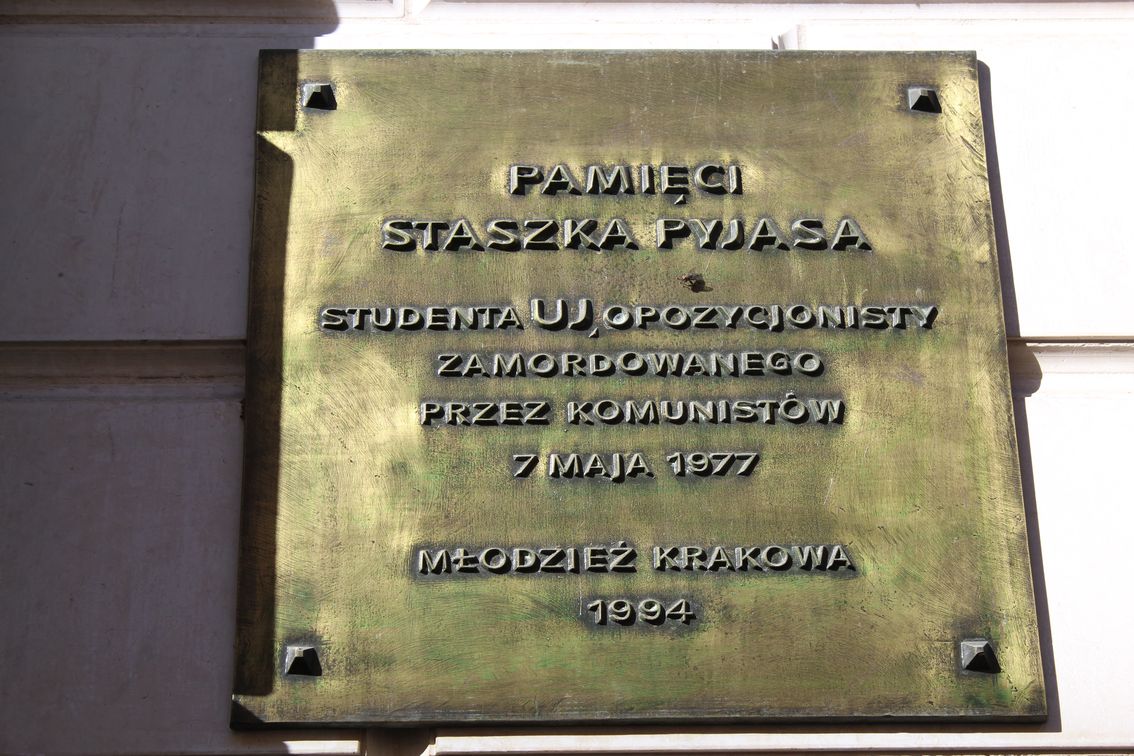 PAMIĘCI
STASZKA PYJASA
STUDENTA UJ, OPOZYCJONISTY
ZAMORDOWANEGO
PRZEZ KOMUNISTÓW
7 MAJA 1977
MŁODZIEŻ KRAKOWA
1994